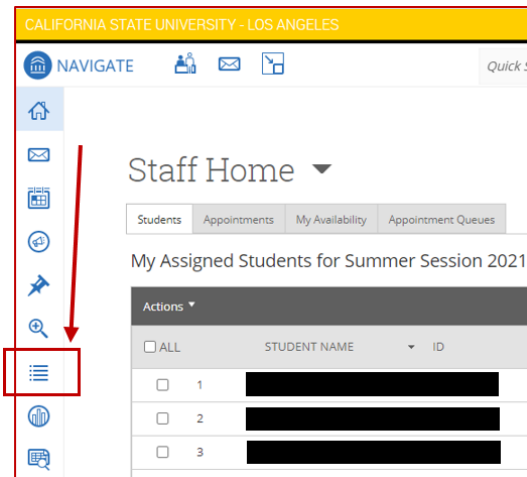 CALIFORNIA STATE UNIVERSITY - LOS ANGELES
NAVIGATE
Quick
Staff Home
Students Appointments My Availability Appointment Queues
My Assigned Students for Summer Session 2021
Actions
ALL STUDENT NAME ID
1
2
3